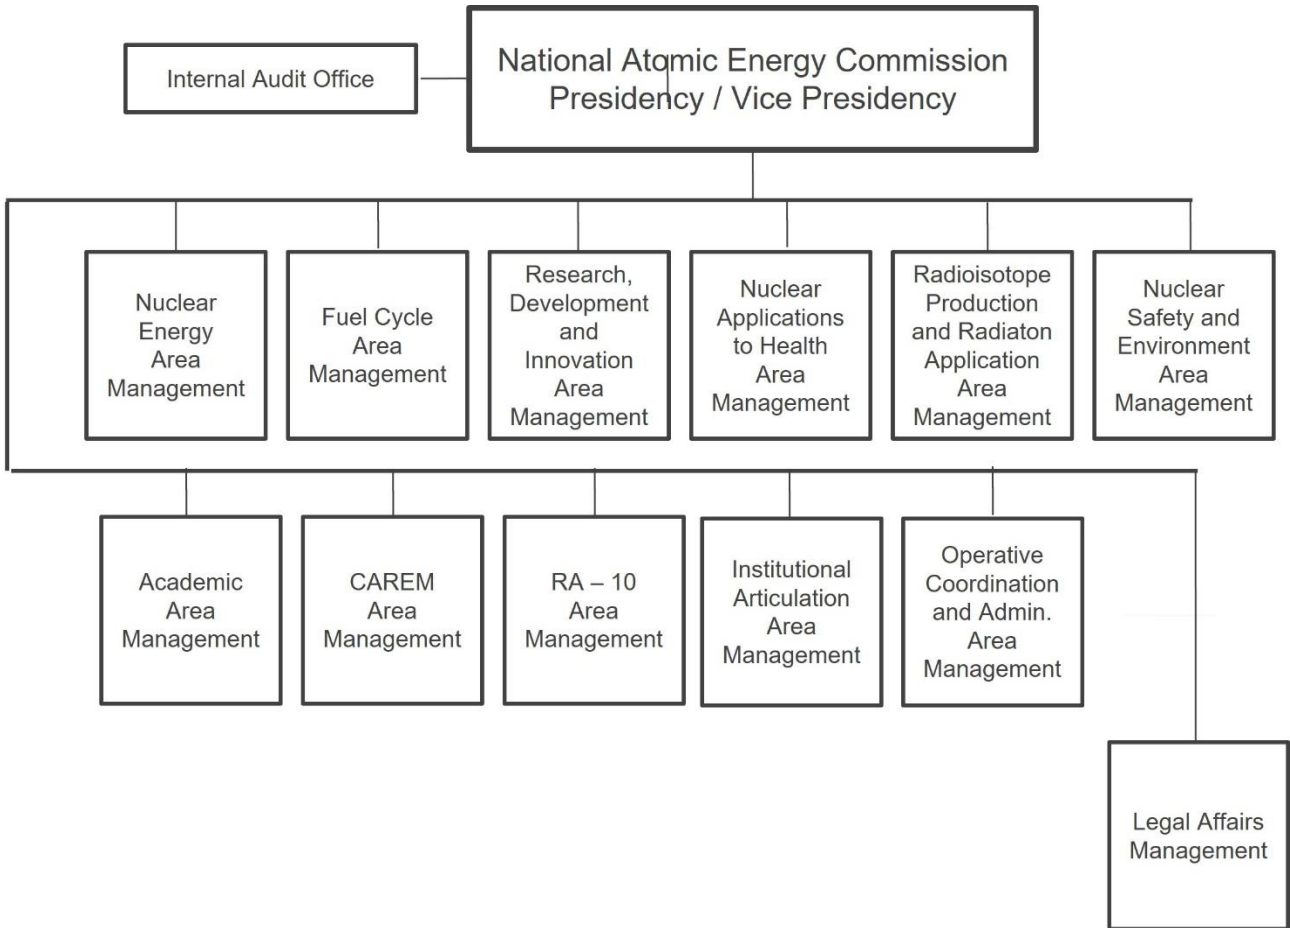 National Atomic Energy Commission
Presidency / Vice Presidency
Internal Audit Office
Nuclear
Energy
Area
Management
Fuel Cycle
Area
Management
Research,
Development
and
Innovation
Area
Management
Nuclear
Applications
to Health
Area
Management
Radioisotope
Production
and Radiaton
Application
Area
Management
Nuclear
Safety and
Environment
Area
Management
Academic
Area
Management
CAREM
Area
Management
RA – 10
Area
Management
Institutional
Articulation
Area
Management
Operative
Coordination
and Admin.
Area
Management
Legal Affairs
Management